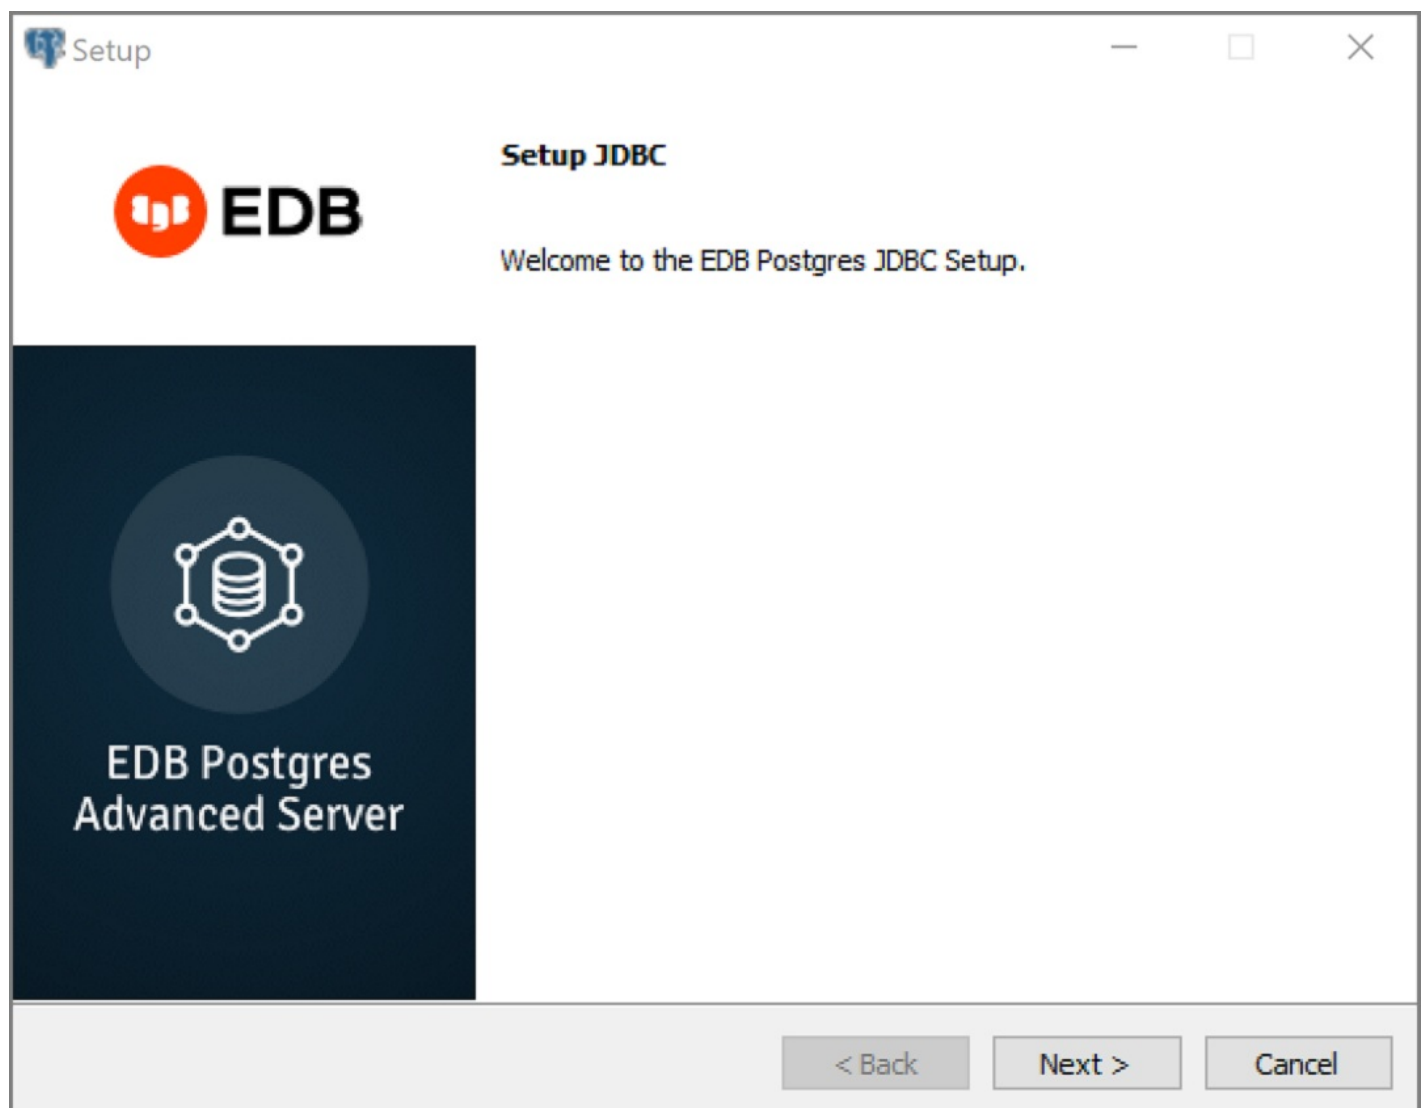 Setup
EDB
Setup JDBC
Welcome to the EDB Postgres JDBC Setup.
EDB Postgres
Advanced Server
< Back
Next >
Cancel